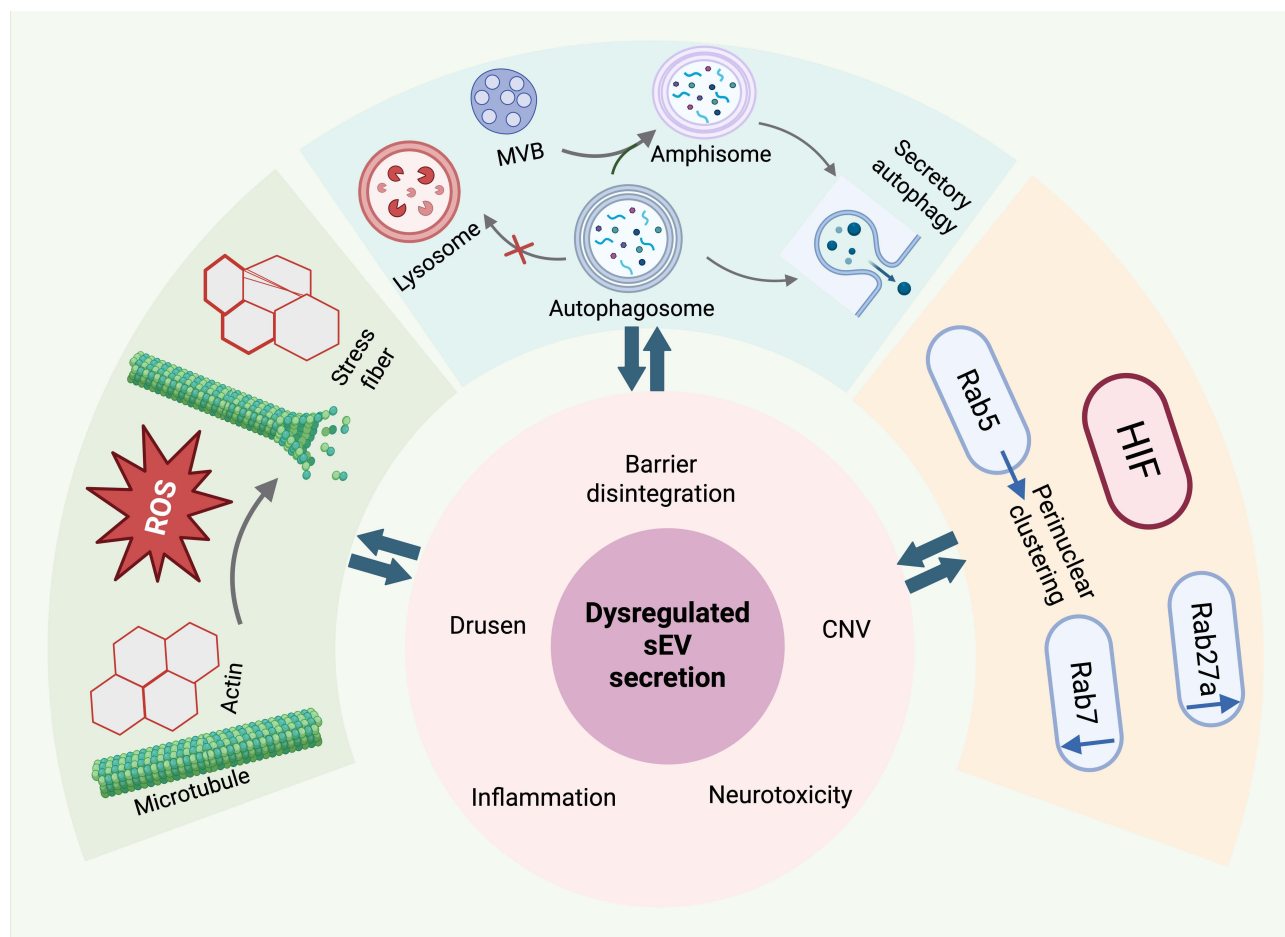 MVB
Amphisome
Secretory
autophagy
Lysosome
Autophagosome
Stress
fiber
ROS
Actin
Microtubule
Rab5
HIF
Perinuclear
clustering
Rab7
Rab27a
Barrier
disintegration
Drusen
Dysregulated
sEV
secretion
CNV
Inflammation
Neurotoxicity